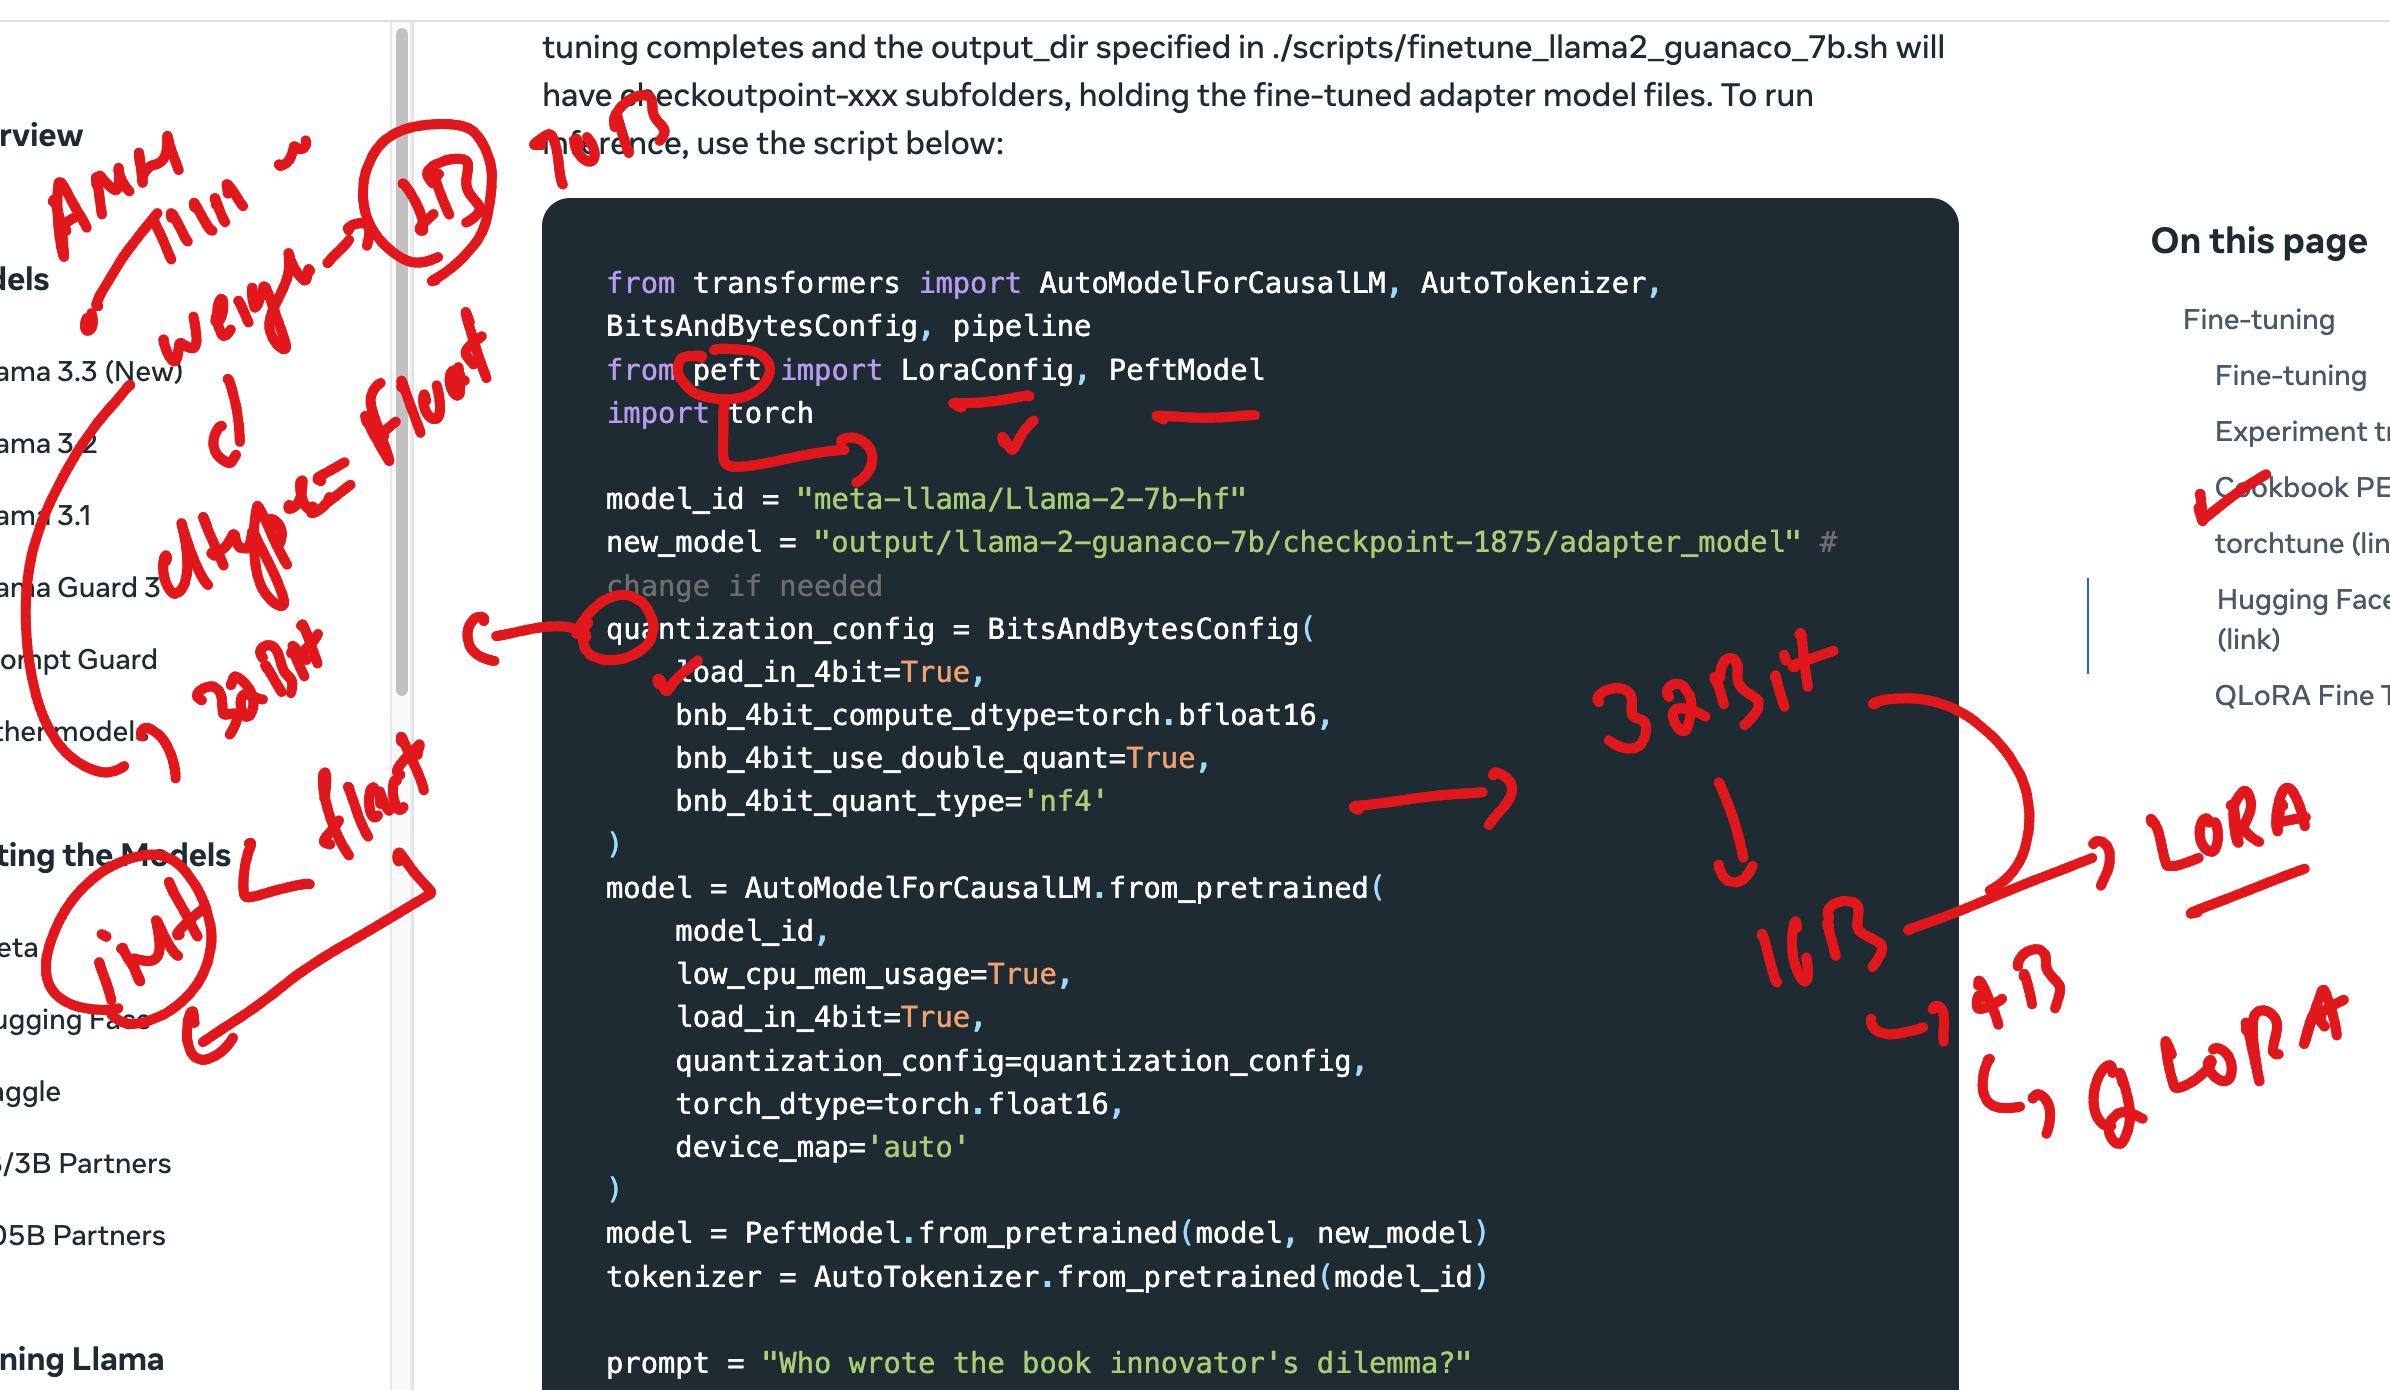 tuning completes and the output_dir specified in ./scripts/finetune_llama2_guanaco_7b.sh will
have checkoutpoint-xxx subfolders, holding the fine-tuned adapter model files. To run
inference, use the script below:
from transformers import AutoModelForCausalLM, AutoTokenizer,
BitsAndBytesConfig, pipeline
from peft import LoraConfig, PeftModel
import torch
model_id = "meta-llama/Llama-2-7b-hf"
new_model = "output/llama-2-guanaco-7b/checkpoint-1875/adapter_model" #
change if needed
quantization_config = BitsAndBytesConfig(
load_in_4bit=True,
bnb_4bit_compute_dtype=torch.bfloat16,
bnb_4bit_use_double_quant=True,
bnb_4bit_quant_type='nf4'
)
model = AutoModelForCausalLM.from_pretrained(
model_id,
low_cpu_mem_usage=True,
load_in_4bit=True,
quantization_config=quantization_config,
torch_dtype=torch.float16,
device_map='auto'
)
model = PeftModel.from_pretrained(model, new_model)
tokenizer = AutoTokenizer.from_pretrained(model_id)
prompt = "Who wrote the book innovator's dilemma?"
rview
dels
ama 3.3 (New)
ama 3.2
ama 3.1
ama Guard 3
ompt Guard
ther models
ting the Models
eta
ugging Face
aggle
/3B Partners
05B Partners
ning Llama
On this page
Fine-tuning
Fine-tuning
Experiment tr
Cookbook PE
torchtune (lin
Hugging Face
(link)
QLoRA Fine T
1B
70B
dtype = float
32Bit
float
int
32Bit
16B
LORA
4B
QLORA